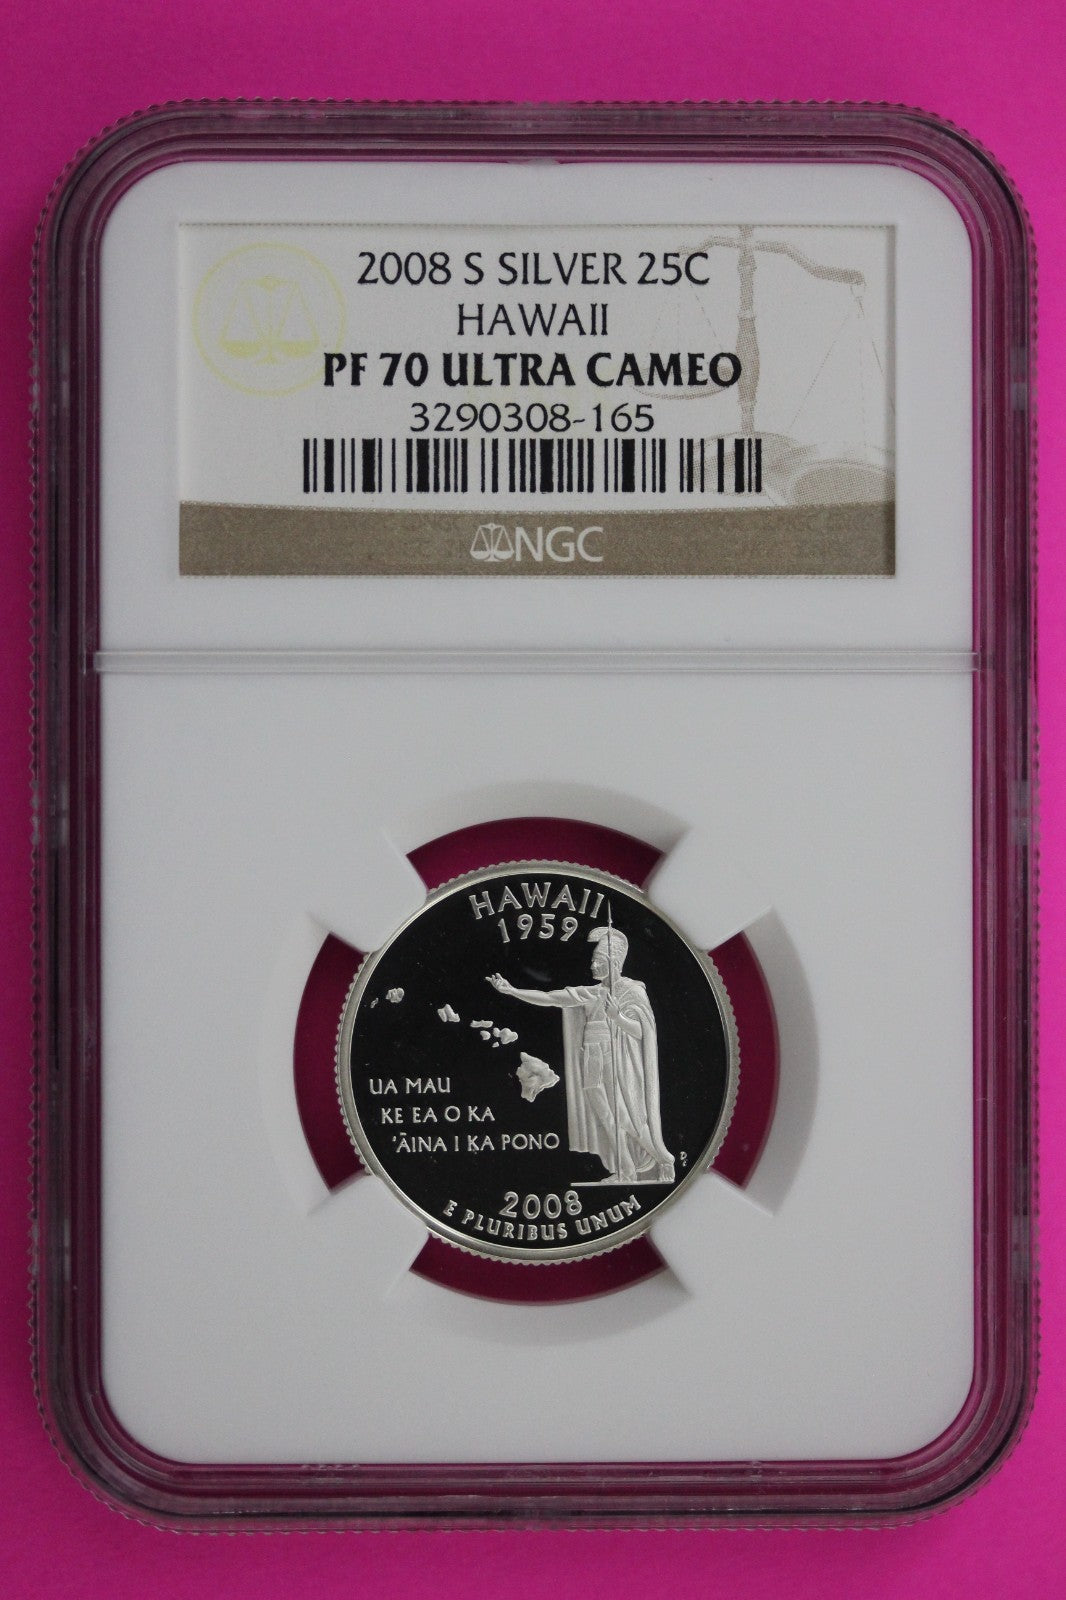 2008 S SILVER 25C
HAWAII
PF 70 ULTRA CAMEO
3290308-165
NGC
HAWAII
1959
UA MAU
KE EA O KA
ʻĀINA I KA PONO
2008
E PLURIBUS UNUM